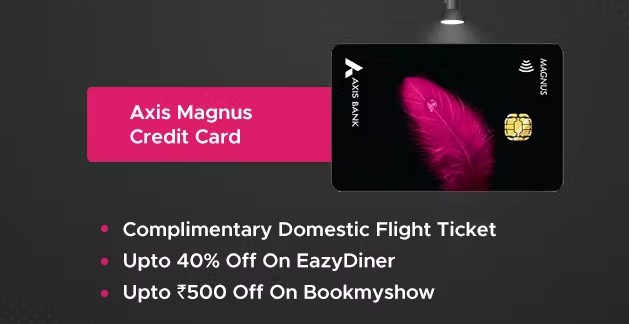 Axis Magnus
Credit Card
AXIS BANK
MAGNUS
Complimentary Domestic Flight Ticket
Upto 40% Off On EazyDiner
Upto ₹500 Off On Bookmyshow